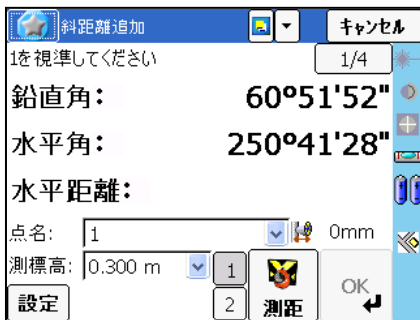 斜距離追加
キャンセル
1を視準してください
1/4
鉛直角: 60°51'52"
水平角: 250°41'28"
水平距離:
点名: 1
0mm
測標高: 0.300 m
1
2
設定
測距
OK